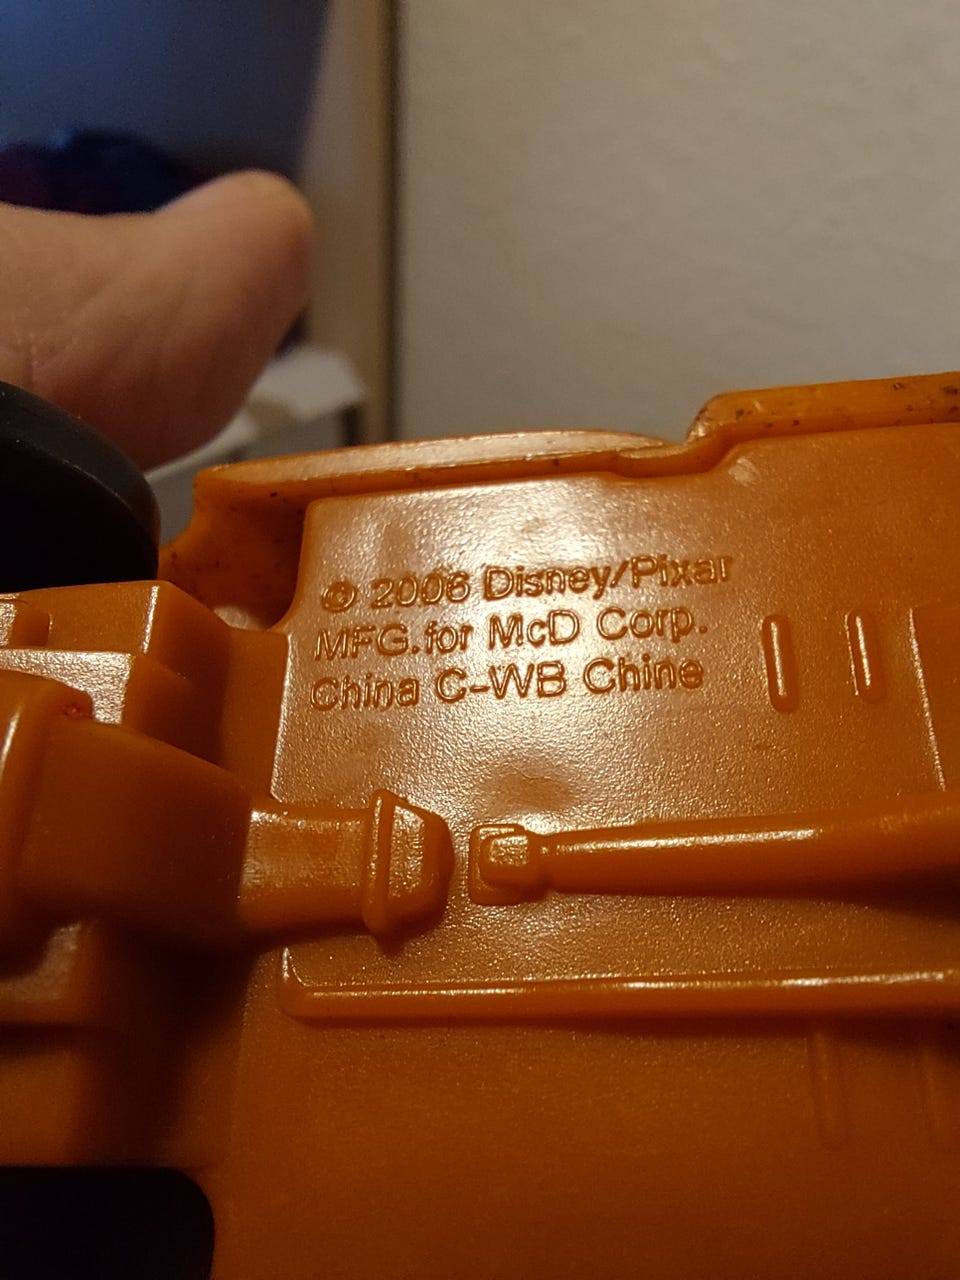 © 2006 Disney/Pixar
MFG.for McD Corp.
China C-WB Chine